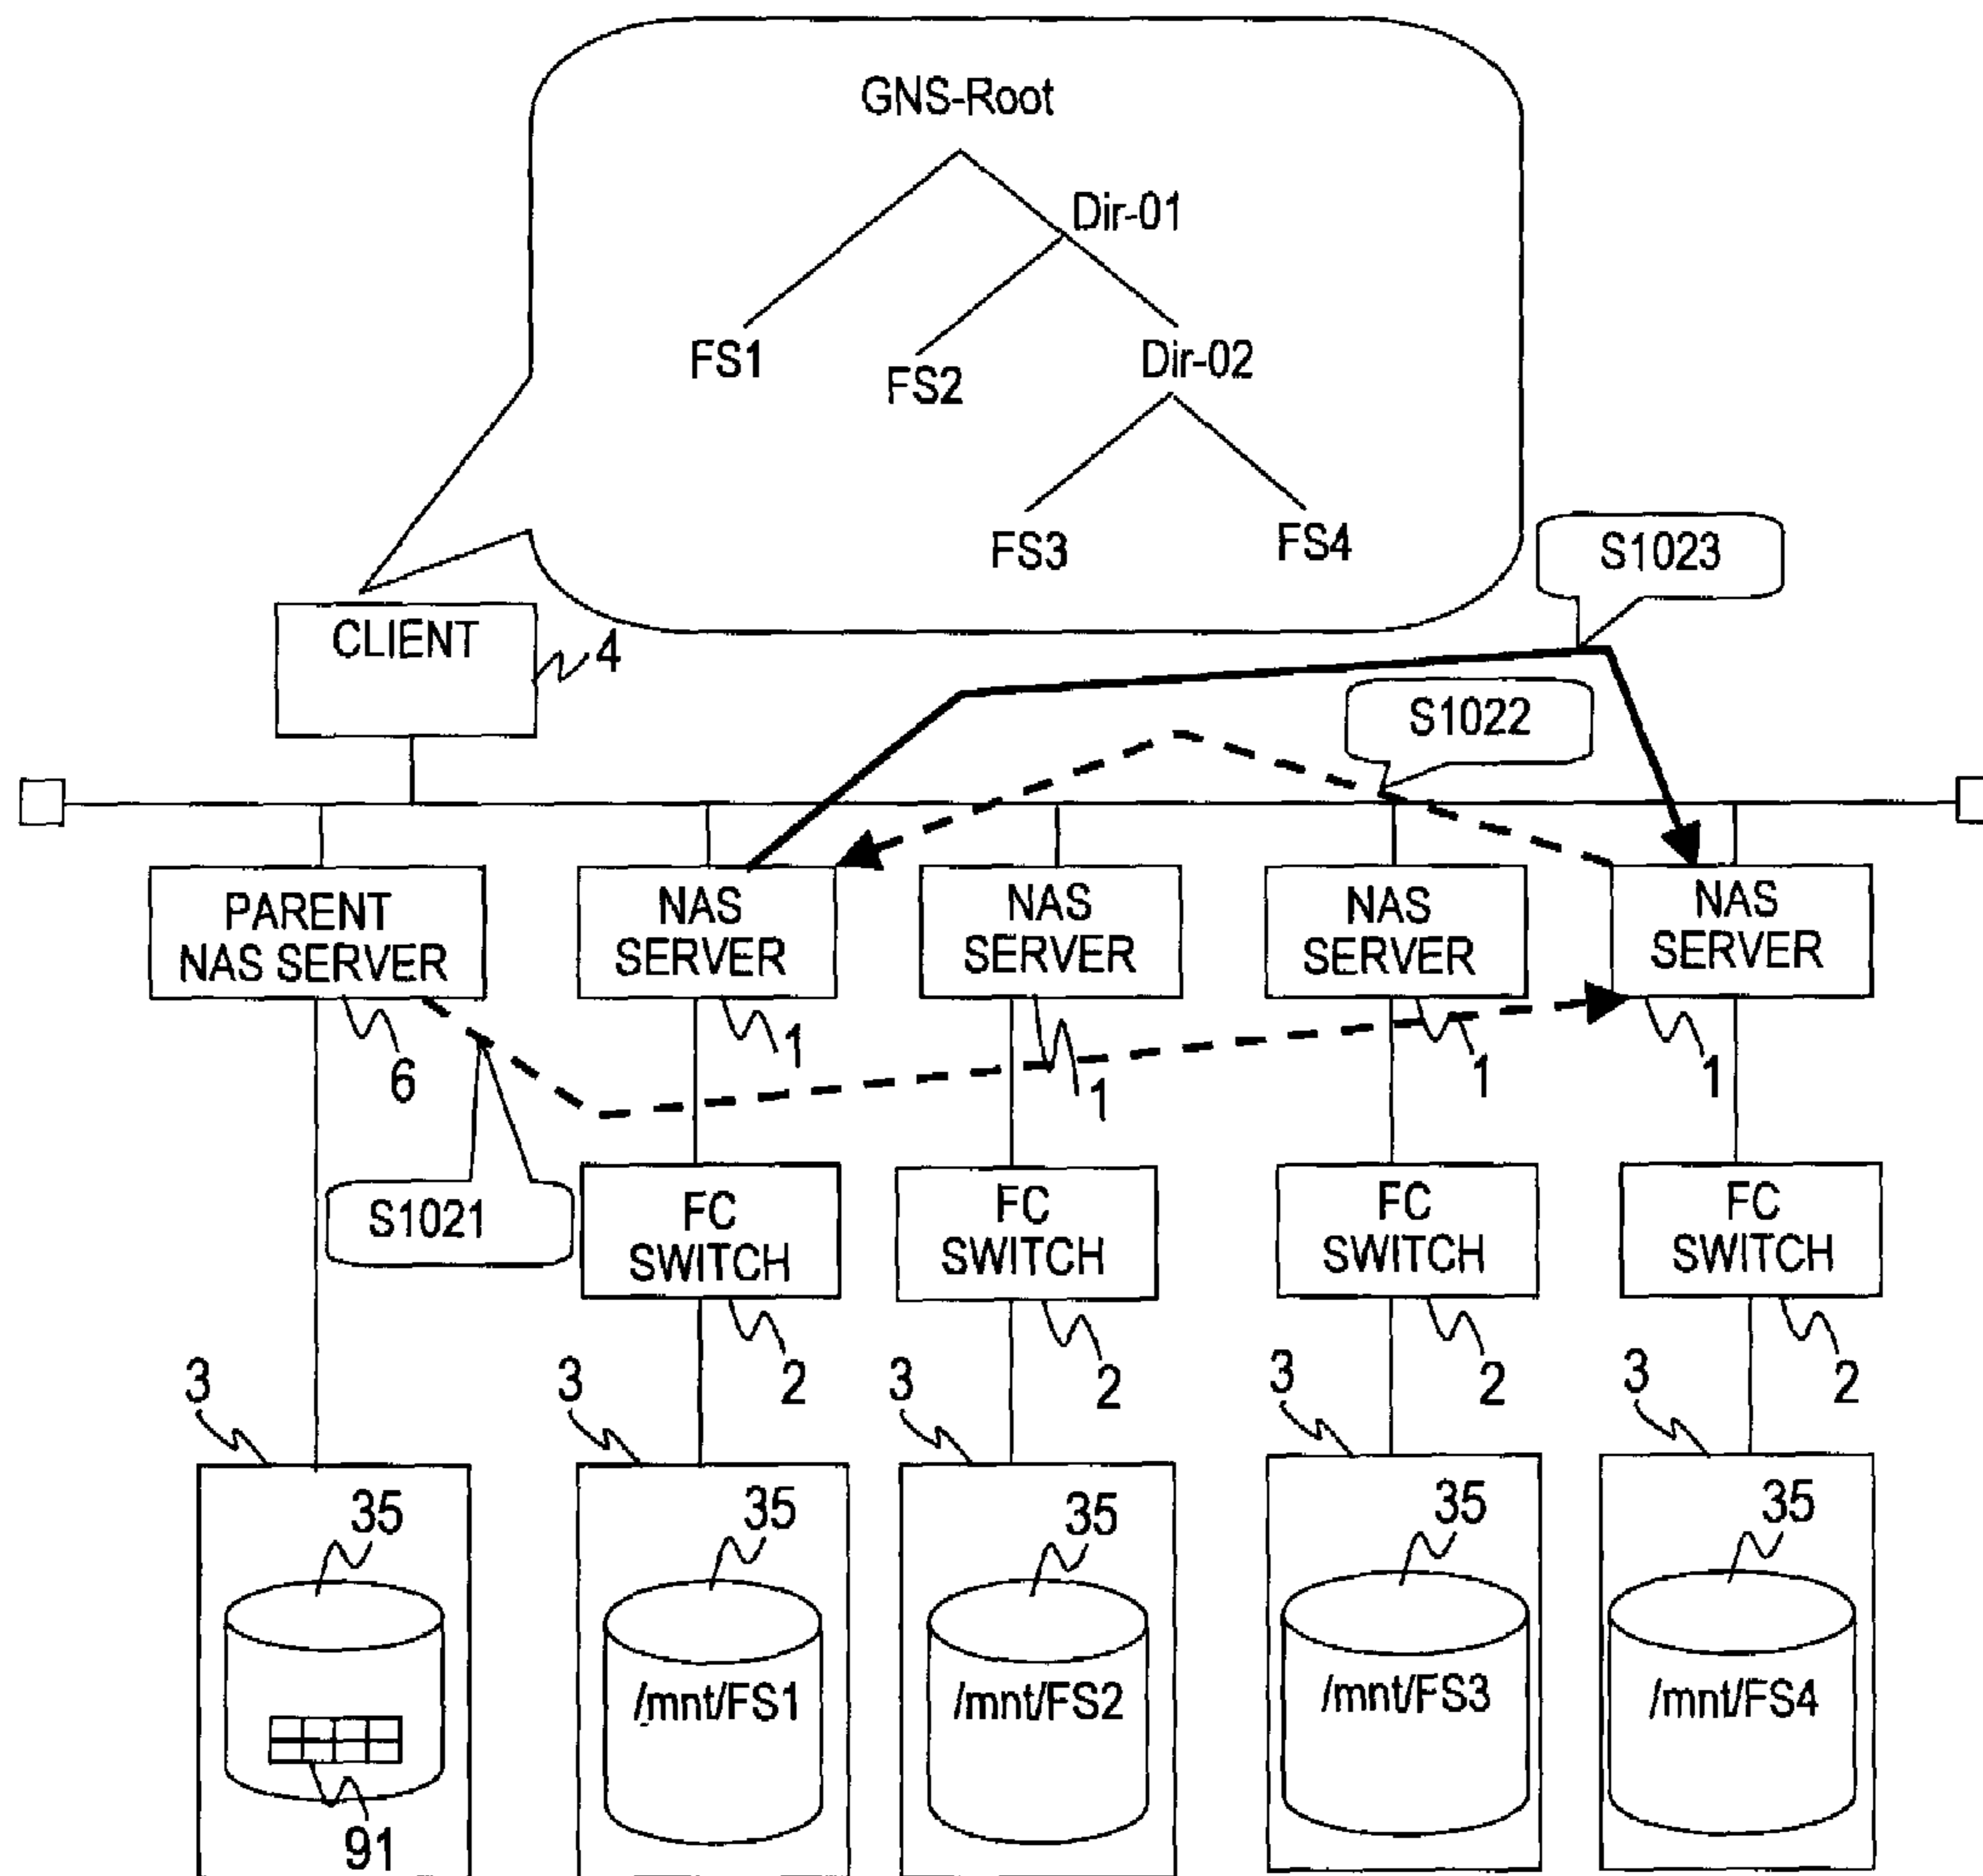 GNS-Root
Dir-01
FS1
FS2
Dir-02
FS3
FS4
S1023
CLIENT
4
S1022
PARENT
NAS SERVER
NAS
SERVER
NAS
SERVER
NAS
SERVER
NAS
SERVER
6
1
1
1
1
S1021
FC
SWITCH
FC
SWITCH
FC
SWITCH
FC
SWITCH
2
2
2
2
3
3
3
3
3
35
35
35
35
35
/mnt/FS1
/mnt/FS2
/mnt/FS3
/mnt/FS4
91